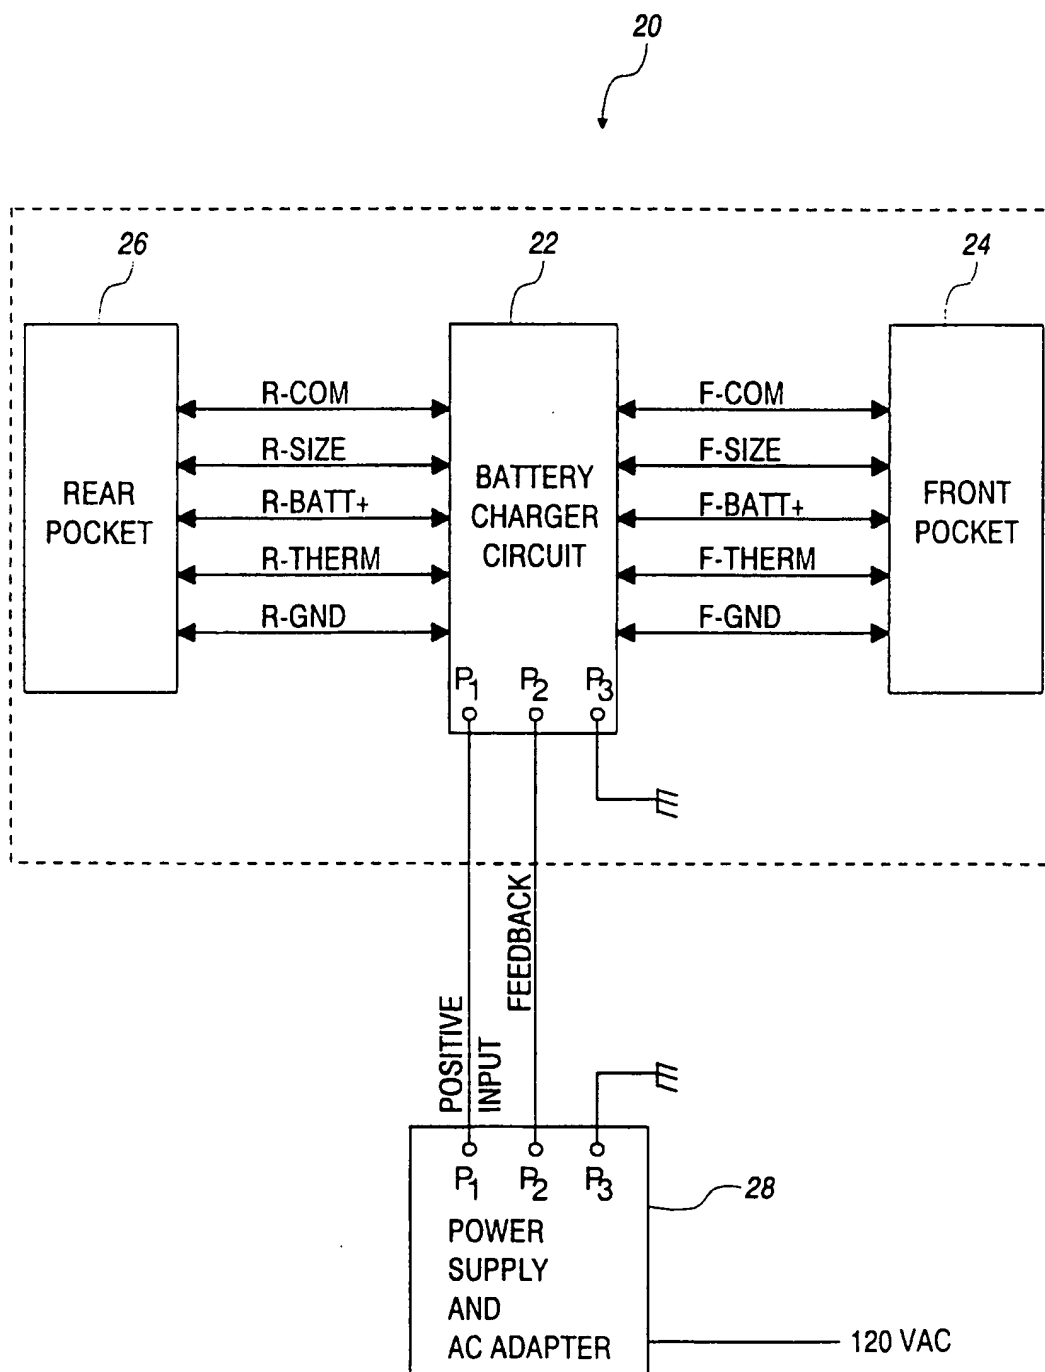 20
26
22
24
R-COM
F-COM
R-SIZE
F-SIZE
REAR
POCKET
R-BATT+
BATTERY
CHARGER
CIRCUIT
F-BATT+
FRONT
POCKET
R-THERM
F-THERM
R-GND
F-GND
P1 P2 P3
POSITIVE
INPUT
FEEDBACK
P1 P2 P3
28
POWER
SUPPLY
AND
AC ADAPTER
120 VAC